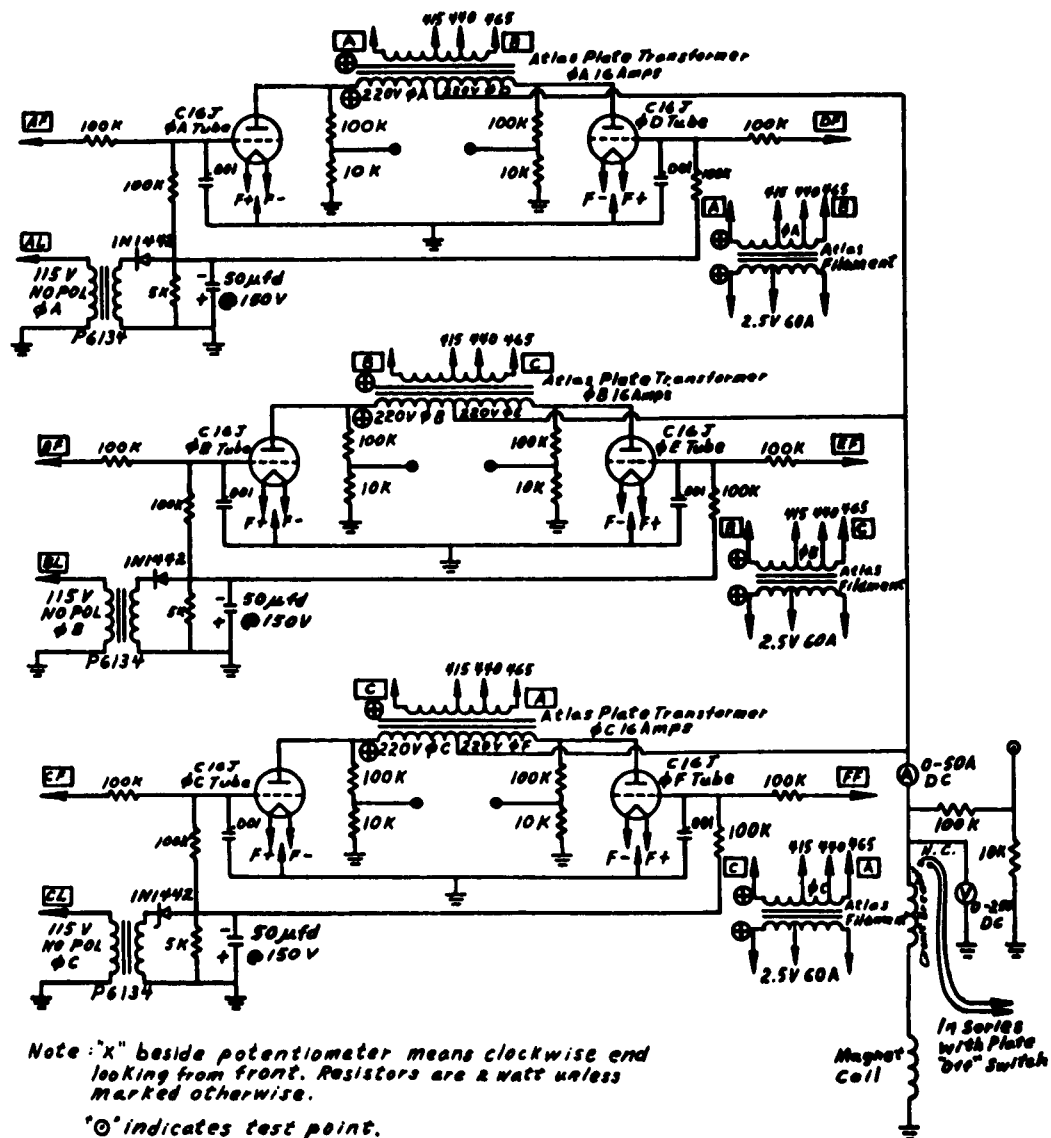 415 440 465
A B
Atlas Plate Transformer
ΦA 16 Amps
220V ΦA 220V ΦD
C16J
ΦA Tube
C16J
ΦD Tube
AF
100K
100K
100K
100K
DF
.001
10K
10K
.001
100K
100K
F+ F-
F- F+
415 440 465
A B
ΦA
Atlas
Filament
2.5V 60A
AL
1N1442
115V
NO POL
ΦA
P6134
5K
- 50μfd
+ @150V
415 440 465
B C
Atlas Plate Transformer
ΦB 16 Amps
220V ΦB 220V
C16J
ΦB Tube
C16J
ΦE Tube
BF
100K
100K
100K
100K
EF
.001
10K
10K
.001
100K
100K
F+ F-
F- F+
415 440 465
B C
ΦB
Atlas
Filament
2.5V 60A
BL
1N1442
115V
NO POL
ΦB
P6134
5K
- 50μfd
+ @150V
415 440 465
C A
Atlas Plate Transformer
ΦC 16 Amps
220V ΦC 220V ΦF
C16J
ΦC Tube
C16J
ΦF Tube
CF
100K
100K
100K
100K
FF
.001
10K
10K
.001
100K
100K
F+ F-
F- F+
415 440 465
C A
ΦC
Atlas
Filament
2.5V 60A
CL
1N1442
115V
NO POL
ΦC
P6134
5K
- 50μfd
+ @150V
A
0-50A
DC
100K
10K
N.C.
V
DC
Magnet
Coil
In Series
with Plate
"Off" Switch
Note: "X" beside potentiometer means clockwise end
looking from front. Resistors are 2 watt unless
marked otherwise.
"⊙" indicates test point.